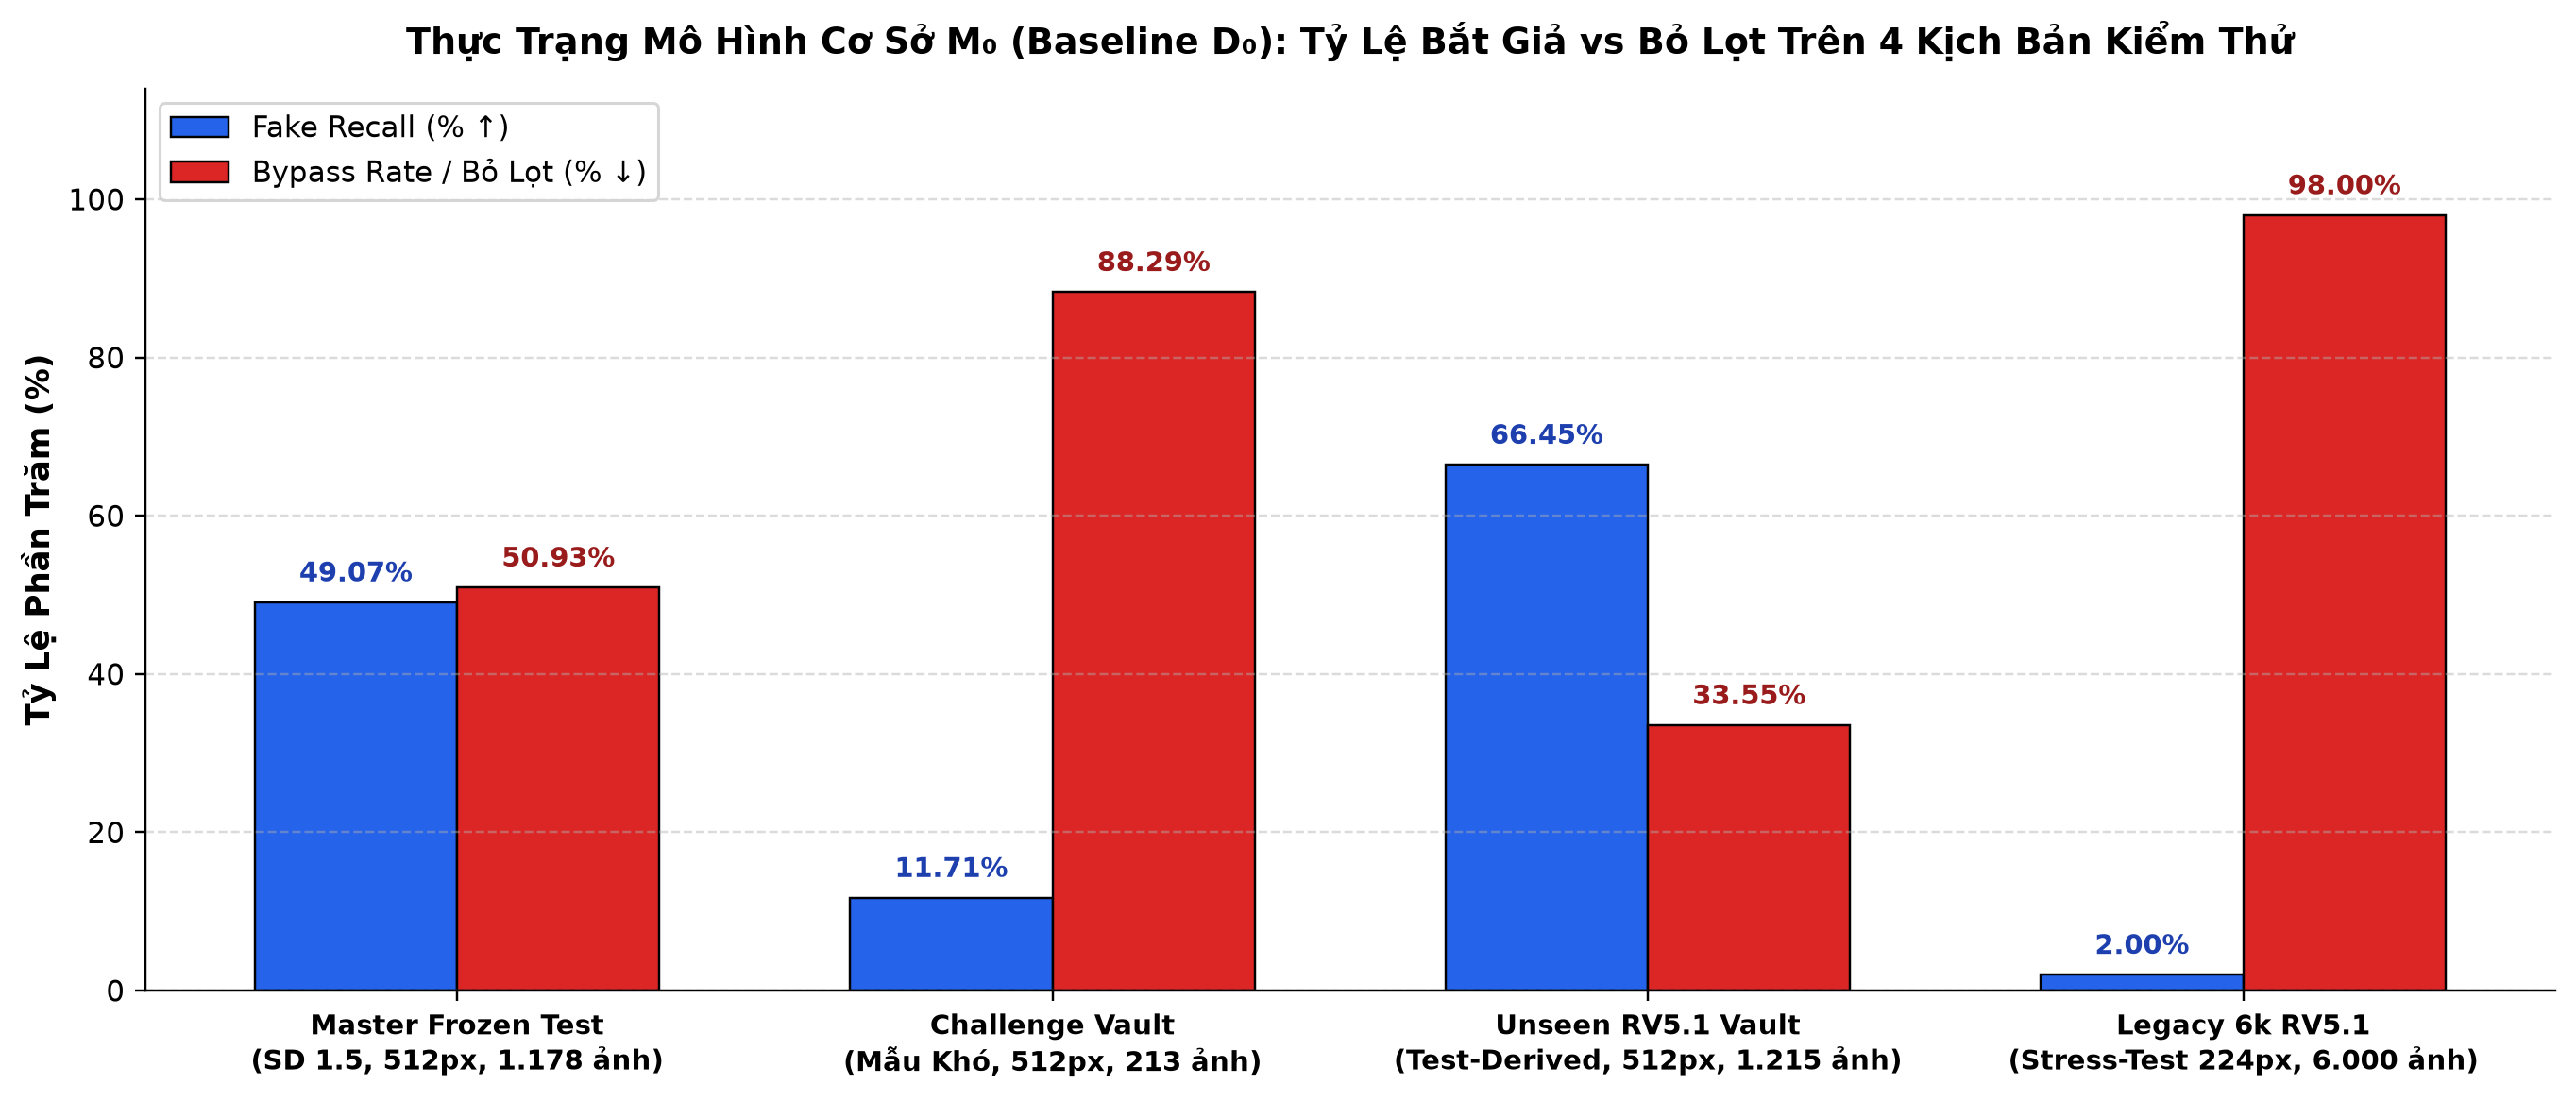 Thực Trạng Mô Hình Cơ Sở M₀ (Baseline D₀): Tỷ Lệ Bắt Giả vs Bỏ Lọt Trên 4 Kịch Bản Kiểm Thử
Fake Recall (% ↑)
Bypass Rate / Bỏ Lọt (% ↓)
Tỷ Lệ Phần Trăm (%)
100
80
60
40
20
0
49.07%
50.93%
11.71%
88.29%
66.45%
33.55%
2.00%
98.00%
Master Frozen Test
(SD 1.5, 512px, 1.178 ảnh)
Challenge Vault
(Mẫu Khó, 512px, 213 ảnh)
Unseen RV5.1 Vault
(Test-Derived, 512px, 1.215 ảnh)
Legacy 6k RV5.1
(Stress-Test 224px, 6.000 ảnh)